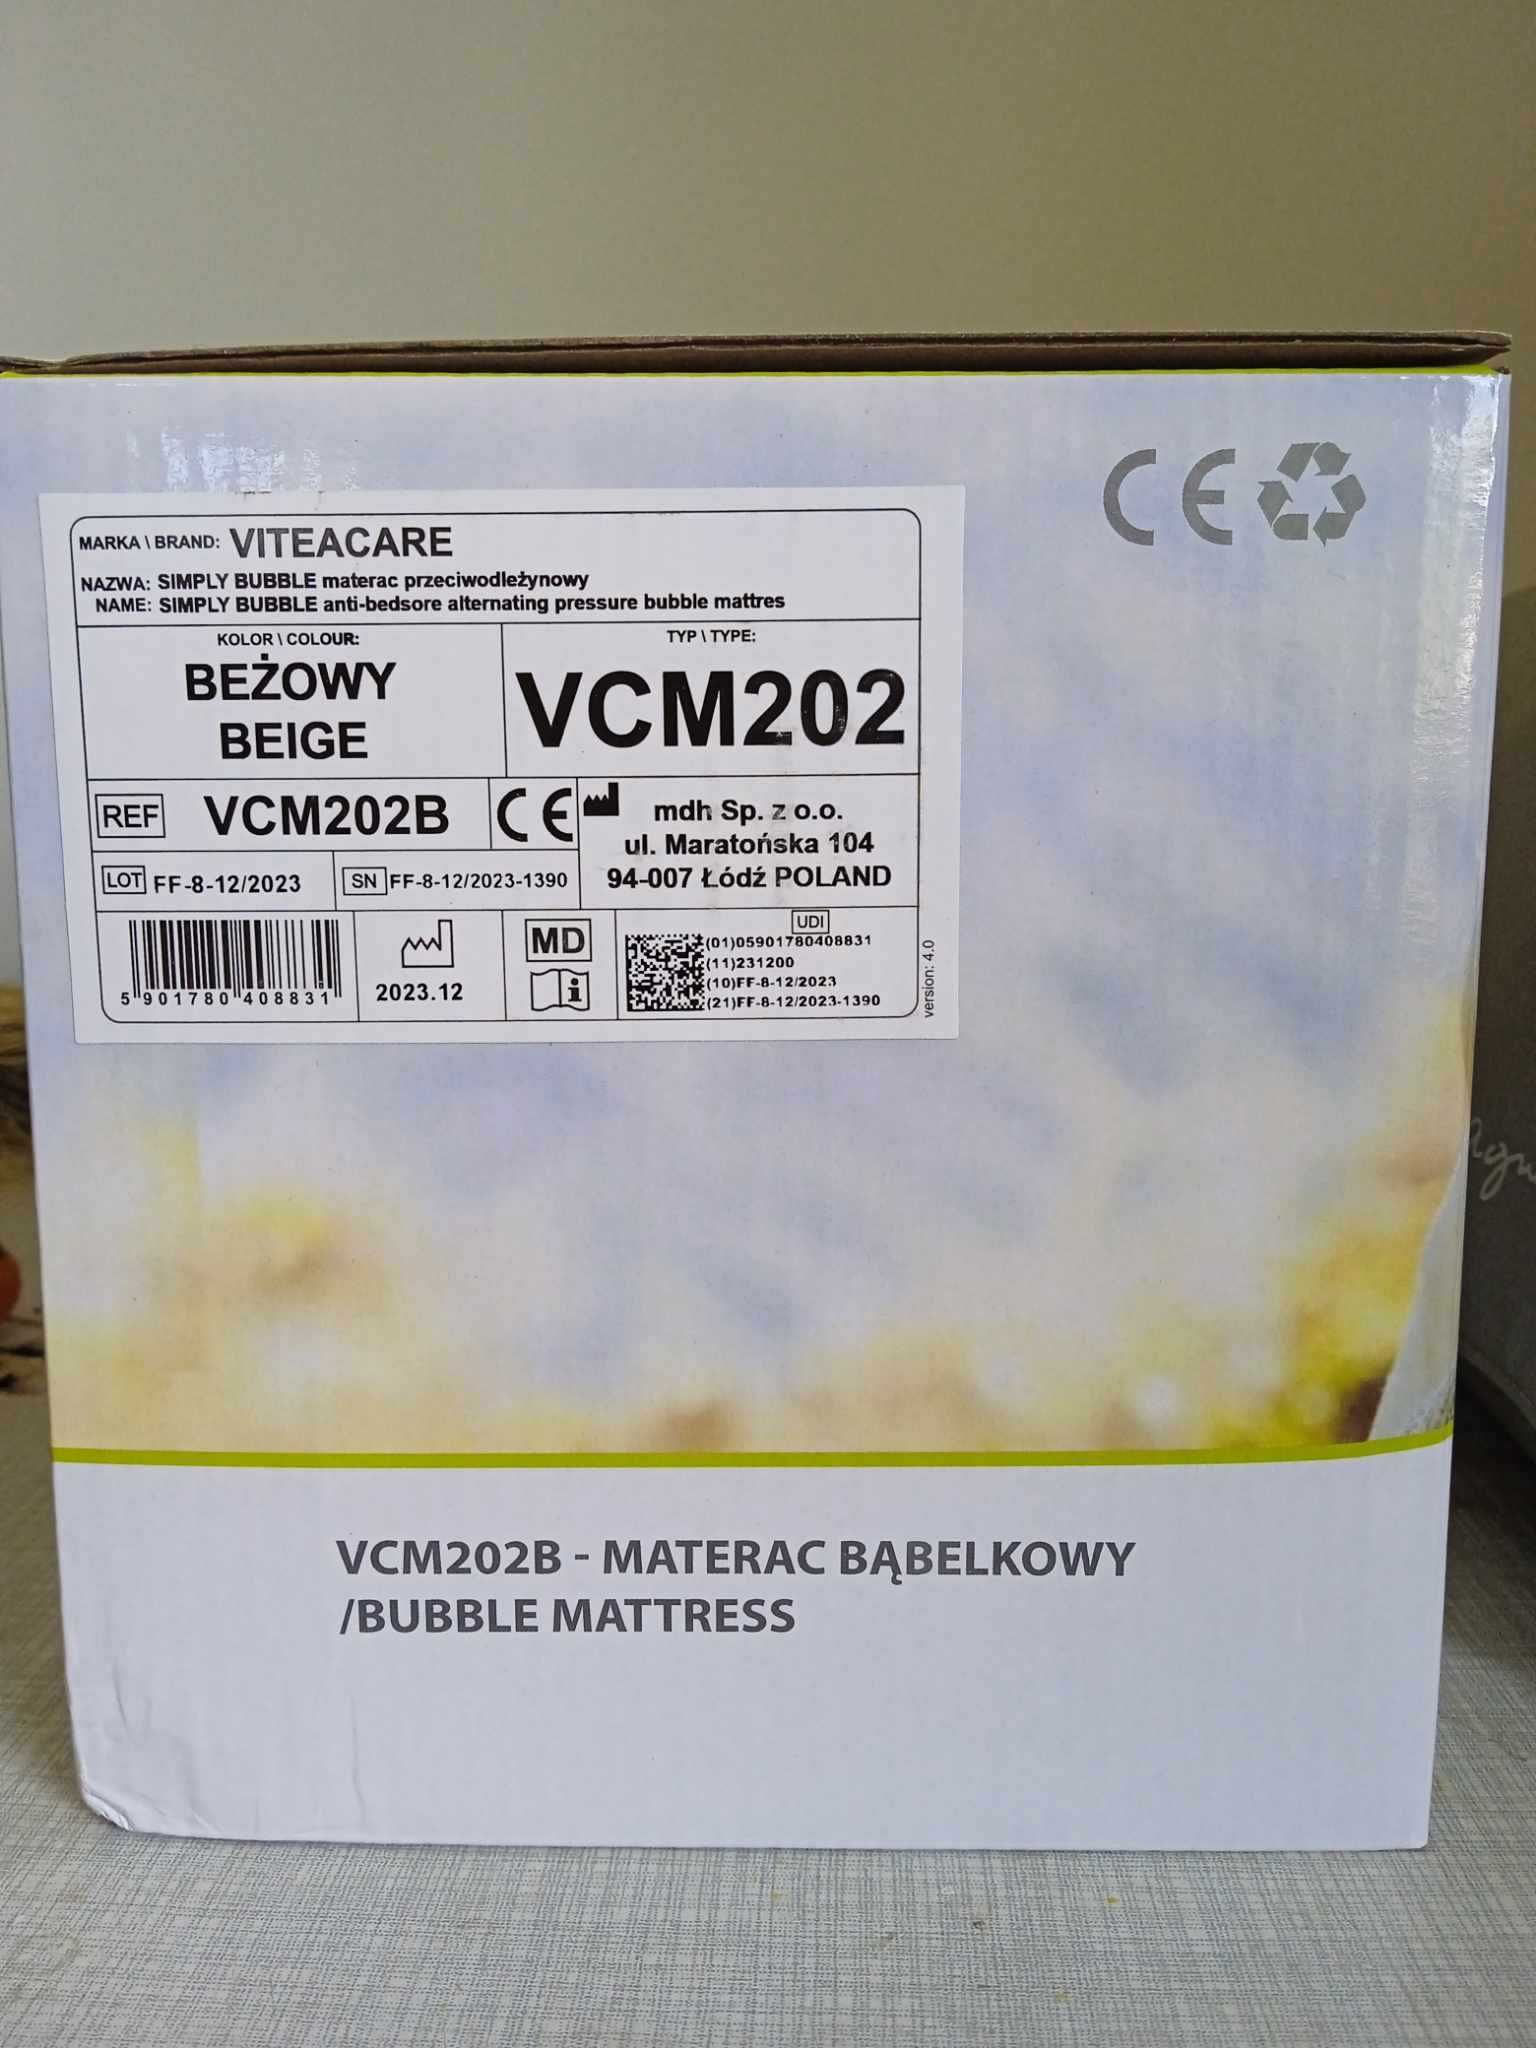 MARKA \ BRAND: VITEACARE
NAZWA: SIMPLY BUBBLE materac przeciwodleżynowy
NAME: SIMPLY BUBBLE anti-bedsore alternating pressure bubble mattres
KOLOR \ COLOUR:
BEŻOWY
BEIGE
TYP \ TYPE:
VCM202
REF VCM202B
CE
mdh Sp. z o.o.
ul. Maratońska 104
94-007 Łódź POLAND
LOT FF-8-12/2023
SN FF-8-12/2023-1390
5 901780 408831
2023.12
MD
i
UDI
(01)05901780408831
(11)231200
(10)FF-8-12/2023
(21)FF-8-12/2023-1390
version: 4.0
CE
VCM202B - MATERAC BĄBELKOWY
/BUBBLE MATTRESS